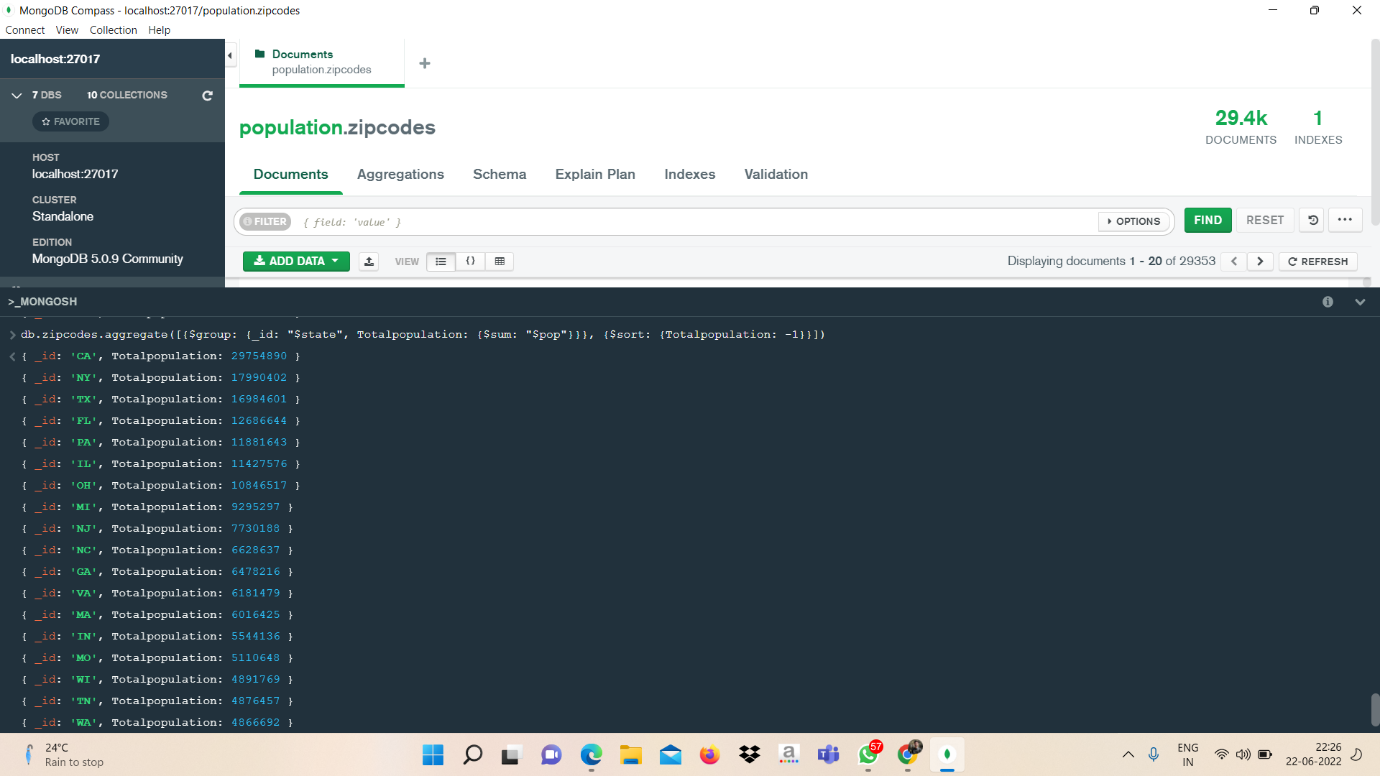 MongoDB Compass - localhost:27017/population.zipcodes
Connect View Collection Help
localhost:27017
7 DBS 10 COLLECTIONS
FAVORITE
HOST
localhost:27017
CLUSTER
Standalone
EDITION
MongoDB 5.0.9 Community
Documents
population.zipcodes
population.zipcodes
29.4k
DOCUMENTS
1
INDEXES
Documents Aggregations Schema Explain Plan Indexes Validation
FILTER { field: 'value' } OPTIONS FIND RESET
ADD DATA VIEW {} Displaying documents 1 - 20 of 29353 REFRESH
>_MONGOSH
> db.zipcodes.aggregate([{$group: {_id: "$state", Totalpopulation: {$sum: "$pop"}}}, {$sort: {Totalpopulation: -1}}])
< { _id: 'CA', Totalpopulation: 29754890 }
{ _id: 'NY', Totalpopulation: 17990402 }
{ _id: 'TX', Totalpopulation: 16984601 }
{ _id: 'FL', Totalpopulation: 12686644 }
{ _id: 'PA', Totalpopulation: 11881643 }
{ _id: 'IL', Totalpopulation: 11427576 }
{ _id: 'OH', Totalpopulation: 10846517 }
{ _id: 'MI', Totalpopulation: 9295297 }
{ _id: 'NJ', Totalpopulation: 7730188 }
{ _id: 'NC', Totalpopulation: 6628637 }
{ _id: 'GA', Totalpopulation: 6478216 }
{ _id: 'VA', Totalpopulation: 6181479 }
{ _id: 'MA', Totalpopulation: 6016425 }
{ _id: 'IN', Totalpopulation: 5544136 }
{ _id: 'MO', Totalpopulation: 5110648 }
{ _id: 'WI', Totalpopulation: 4891769 }
{ _id: 'TN', Totalpopulation: 4876457 }
{ _id: 'WA', Totalpopulation: 4866692 }
24°C
Rain to stop
57
ENG
IN
22:26
22-06-2022